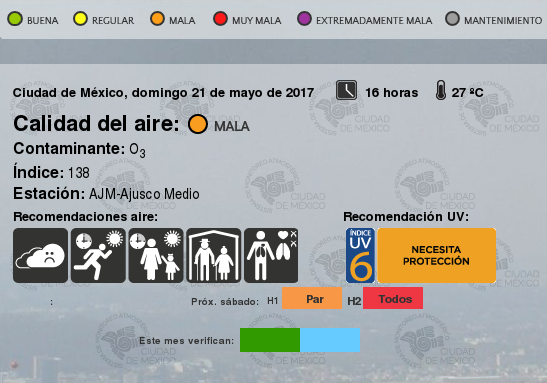 BUENA REGULAR MALA MUY MALA EXTREMADAMENTE MALA MANTENIMIENTO
Ciudad de México, domingo 21 de mayo de 2017 16 horas 27 ºC
Calidad del aire: MALA
Contaminante: O3
Índice: 138
Estación: AJM-Ajusco Medio
Recomendaciones aire: Recomendación UV:
ÍNDICE
UV
6
NECESITA
PROTECCIÓN
: Próx. sábado: H1 Par H2 Todos
Este mes verifican: